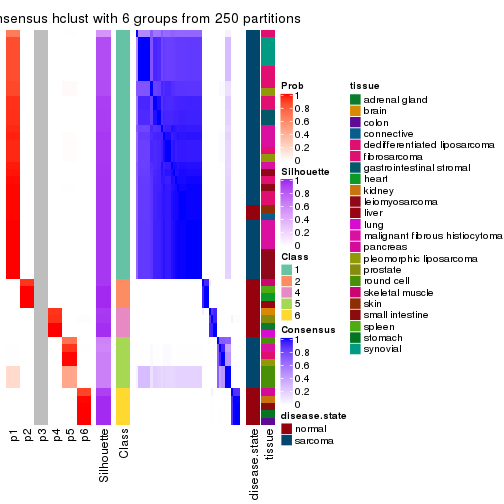 nsensus hclust with 6 groups from 250 partitions
Prob
1
0.8
0.6
0.4
0.2
0
Silhouette
1
0.8
0.6
0.4
0.2
0
Class
1
2
4
5
6
Consensus
1
0.8
0.6
0.4
0.2
0
disease.state
normal
sarcoma
tissue
adrenal gland
brain
colon
connective
dedifferentiated liposarcoma
fibrosarcoma
gastrointestinal stromal
heart
kidney
leiomyosarcoma
liver
lung
malignant fibrous histiocytoma
pancreas
pleomorphic liposarcoma
prostate
round cell
skeletal muscle
skin
small intestine
spleen
stomach
synovial
p1
p2
p3
p4
p5
p6
Silhouette
Class
disease.state
tissue